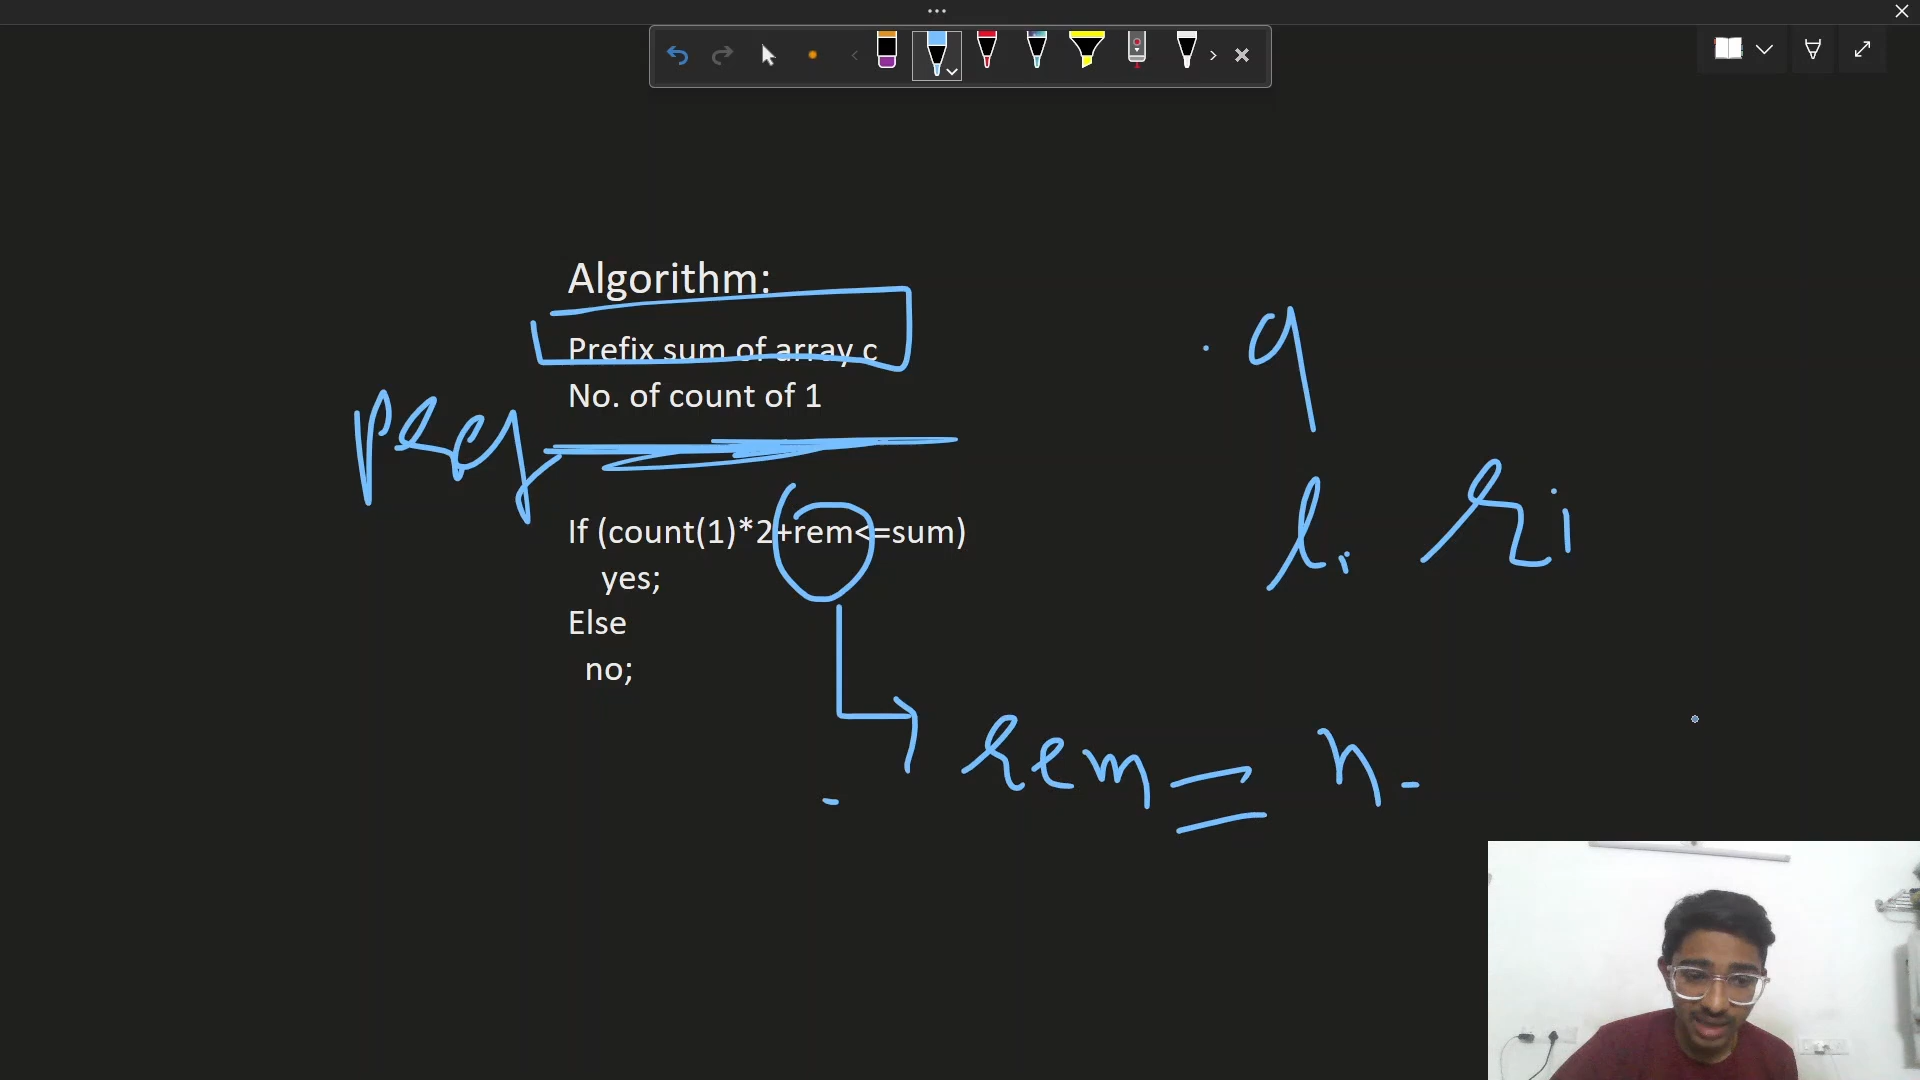 Algorithm:
Prefix sum of array c
No. of count of 1
If (count(1)*2+rem<=sum)
yes;
Else
no;
q
li ri
rem = n -